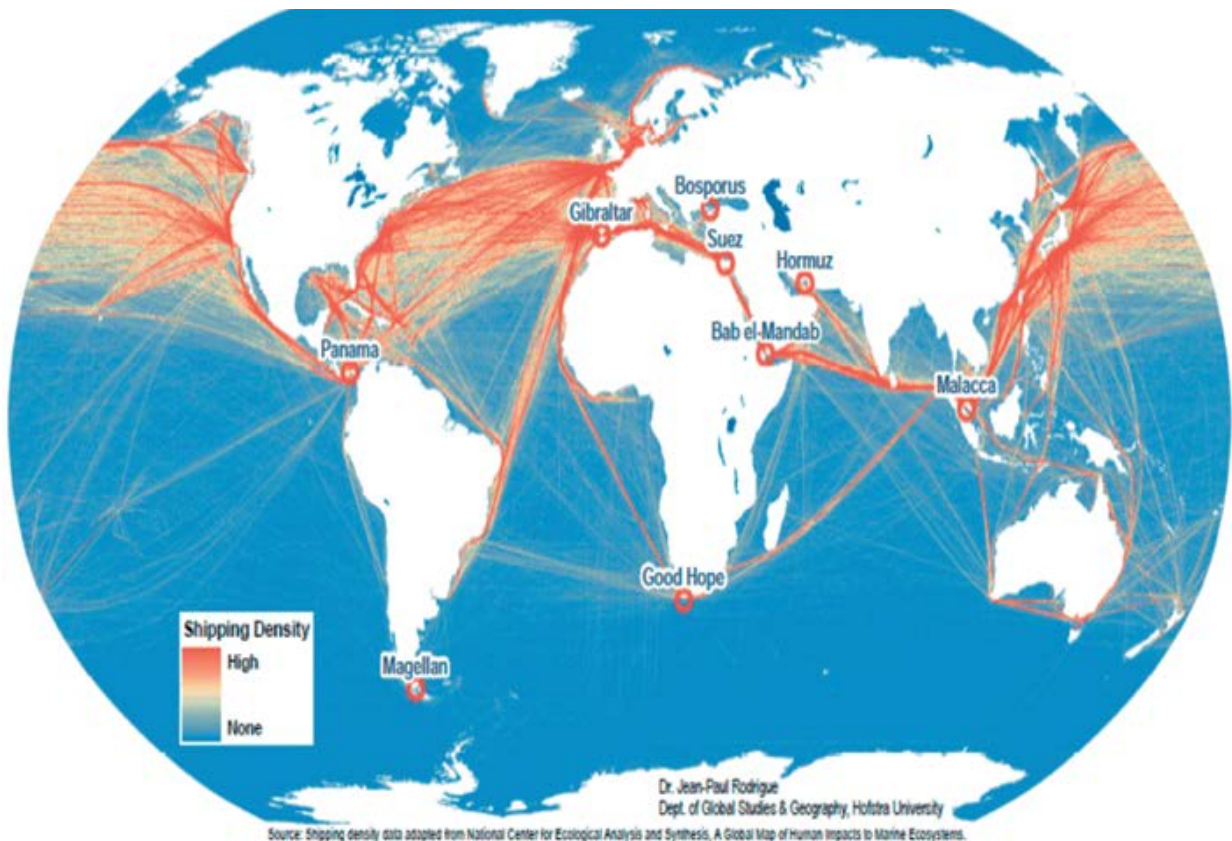 Bosporus
Gibraltar
Suez
Hormuz
Bab el-Mandab
Panama
Malacca
Good Hope
Magellan
Shipping Density
High
None
Dr. Jean-Paul Rodrigue
Dept. of Global Studies & Geography, Hofstra University
Source: Shipping density data adapted from National Center for Ecological Analysis and Synthesis, A Global Map of Human Impacts to Marine Ecosystems.